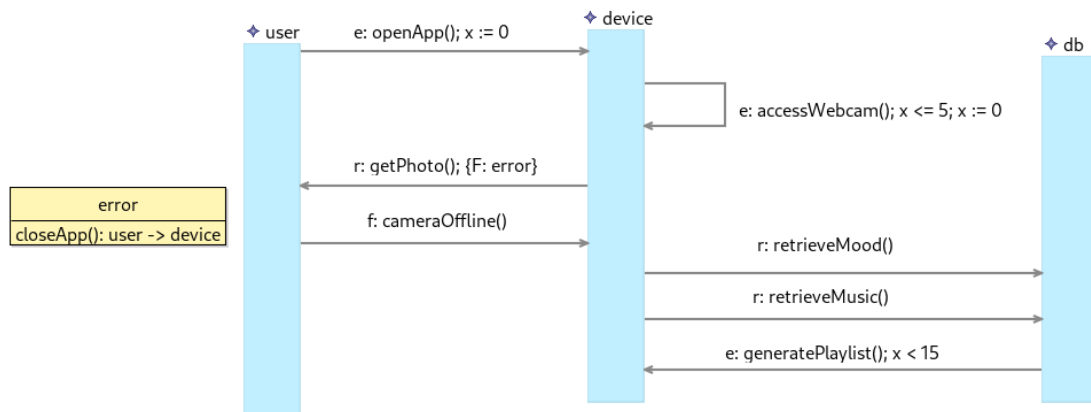 user
device
db
e: openApp(); x := 0
e: accessWebcam(); x <= 5; x := 0
r: getPhoto(); {F: error}
error
closeApp(): user -> device
f: cameraOffline()
r: retrieveMood()
r: retrieveMusic()
e: generatePlaylist(); x < 15